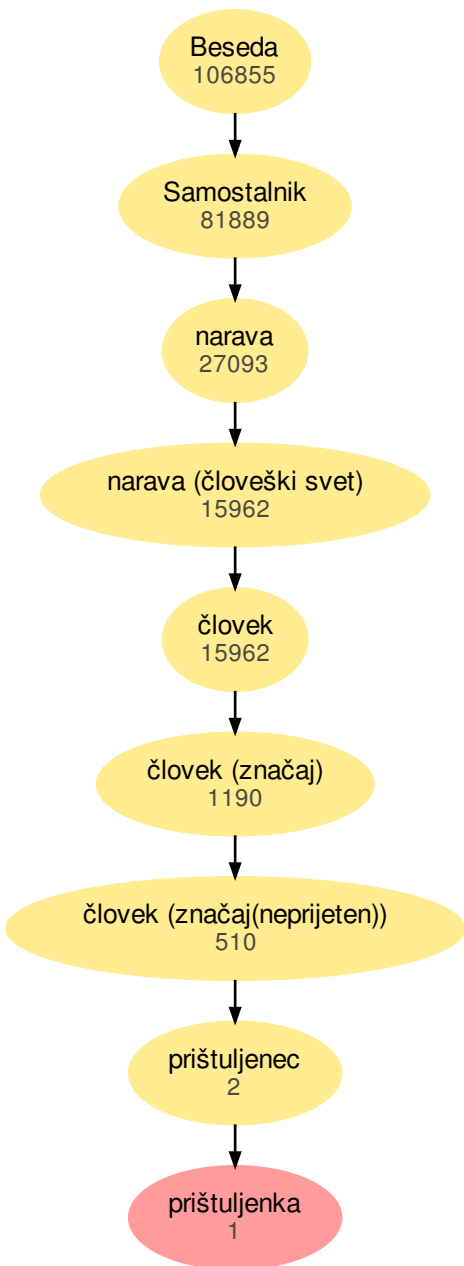 Beseda
106855
Samostalnik
81889
narava
27093
narava (človeški svet)
15962
človek
15962
človek (značaj)
1190
človek (značaj(neprijeten))
510
prištuljenec
2
prištuljenka
1